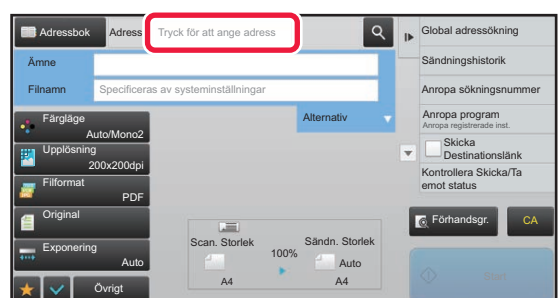 Adressbok
Adress
Tryck för att ange adress
Ämne
Filnamn
Specificeras av systeminställningar
Alternativ
Färgläge
Auto/Mono2
Upplösning
200x200dpi
Filformat
PDF
Original
Exponering
Auto
Övrigt
Scan. Storlek
A4
100%
Sändn. Storlek
Auto
A4
Global adressökning
Sändningshistorik
Anropa sökningsnummer
Anropa program
Anropa registrerade inst.
Skicka
Destinationslänk
Kontrollera Skicka/Ta
emot status
Förhandsgr.
CA
Start